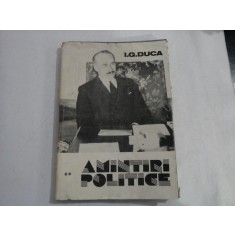 I.G. DUCA
**
AMINTIRI
POLITICE